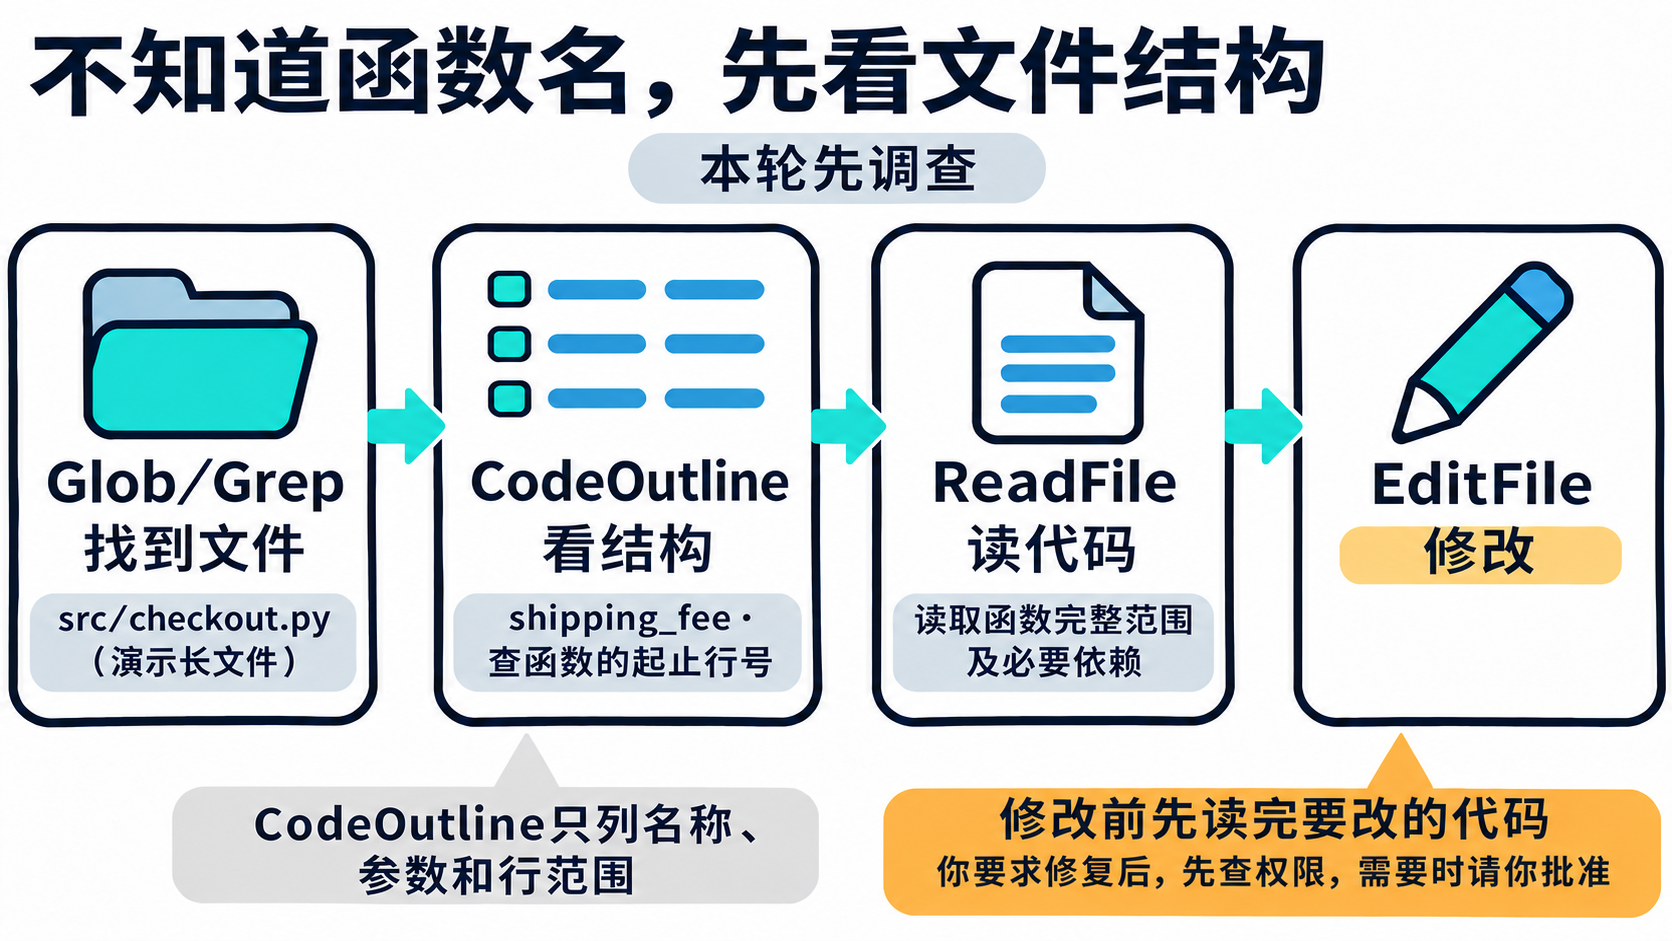 不知道函数名，先看文件结构
本轮先调查
Glob/Grep
找到文件
src/checkout.py
（演示长文件）
CodeOutline
看结构
shipping_fee·
查函数的起止行号
ReadFile
读代码
读取函数完整范围
及必要依赖
EditFile
修改
CodeOutline只列名称、
参数和行范围
修改前先读完要改的代码
你要求修复后，先查权限，需要时请你批准